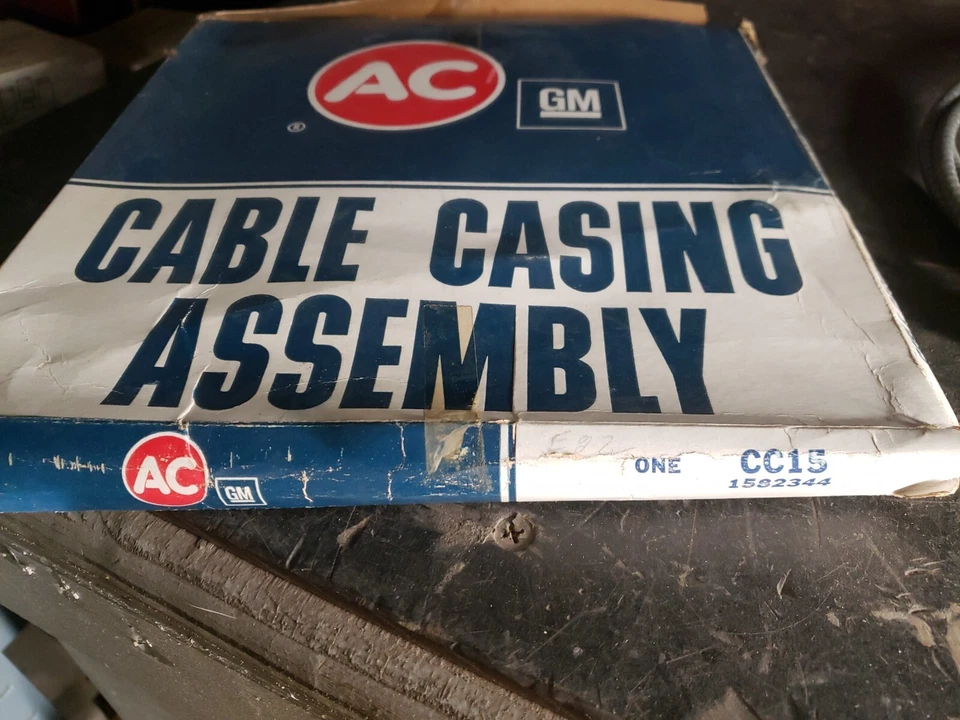 AC
GM
®
CABLE CASING
ASSEMBLY
AC
GM
ONE CC15
1582344